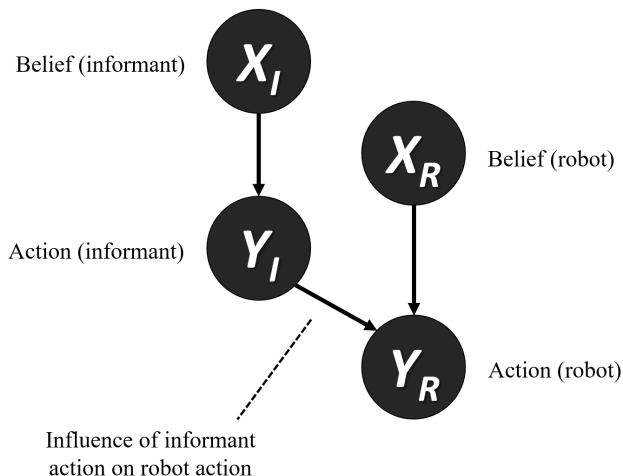 Belief (informant)
X_I
X_R
Belief (robot)
Action (informant)
Y_I
Y_R
Action (robot)
Influence of informant
action on robot action